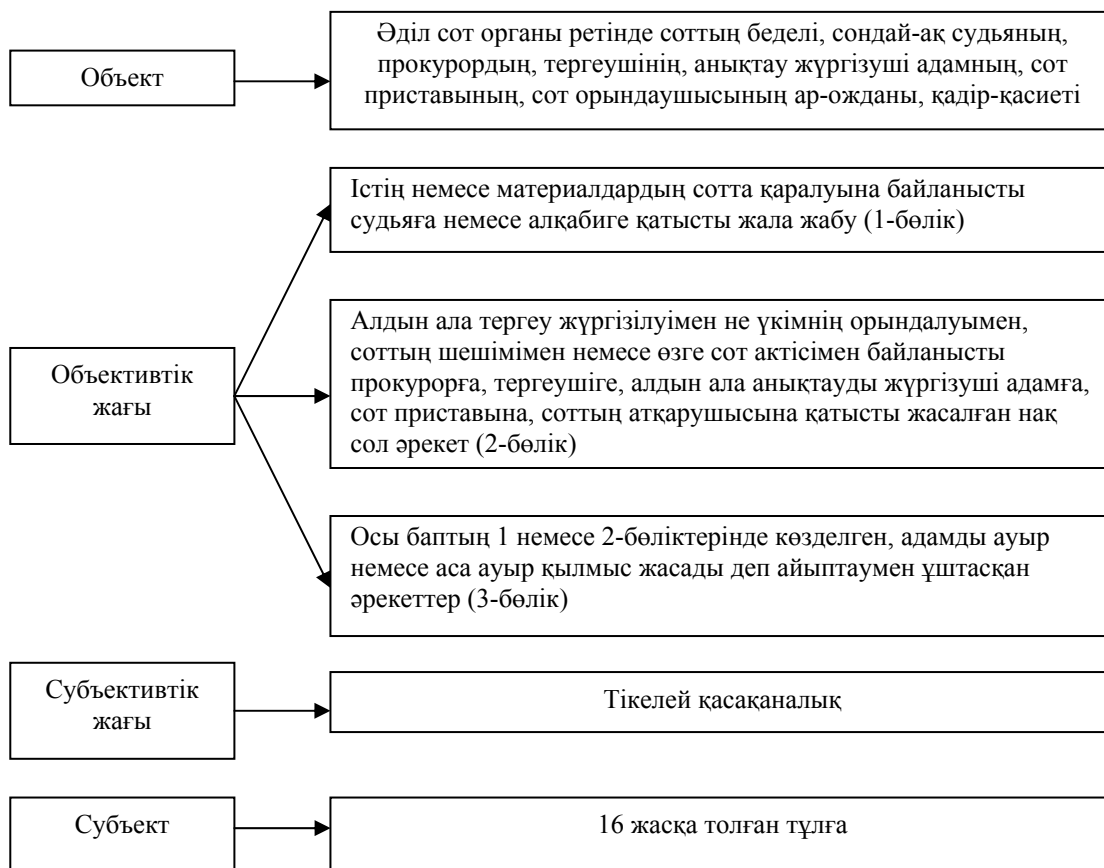 Объект
Әділ сот органы ретінде соттың беделі, сондай-ақ судьяның,
прокурордың, тергеушінің, анықтау жүргізуші адамның, сот
приставының, сот орындаушысының ар-ожданы, қадір-қасиеті
Объективтік
жағы
Істің немесе материалдардың сотта қаралуына байланысты
судьяға немесе алқабиге қатысты жала жабу (1-бөлік)
Алдын ала тергеу жүргізілуімен не үкімнің орындалуымен,
соттың шешімімен немесе өзге сот актісімен байланысты
прокурорға, тергеушіге, алдын ала анықтауды жүргізуші адамға,
сот приставына, соттың атқарушысына қатысты жасалған нақ
сол әрекет (2-бөлік)
Осы баптың 1 немесе 2-бөліктерінде көзделген, адамды ауыр
немесе аса ауыр қылмыс жасады деп айыптаумен ұштасқан
әрекеттер (3-бөлік)
Субъективтік
жағы
Тікелей қасақаналық
Субъект
16 жасқа толған тұлға